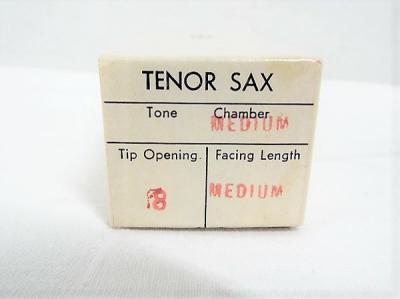 TENOR SAX
Tone Chamber
MEDIUM
Tip Opening. Facing Length
8 MEDIUM